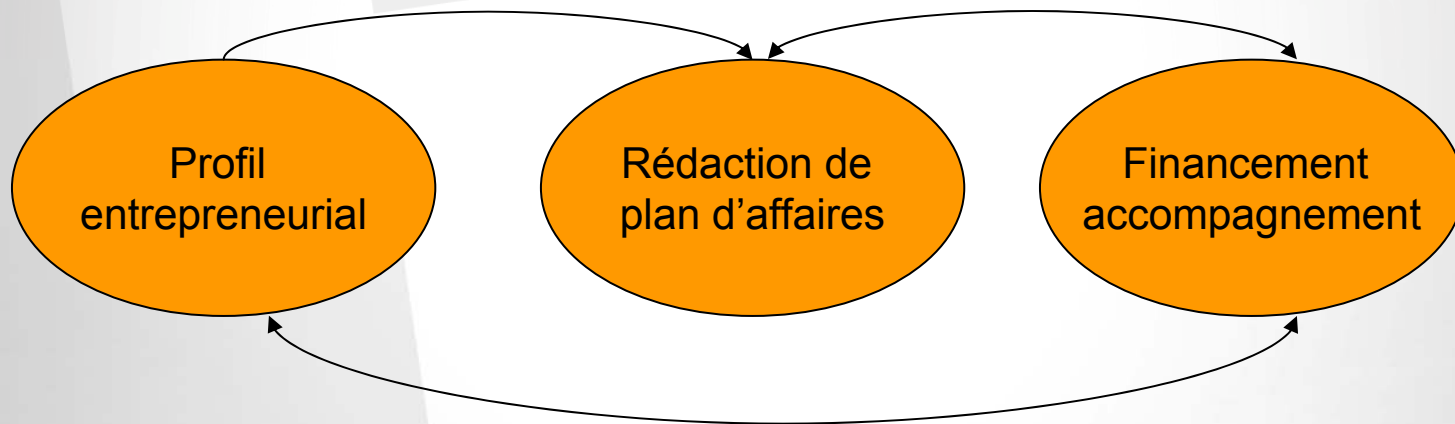 Profil
entrepreneurial
Rédaction de
plan d’affaires
Financement
accompagnement